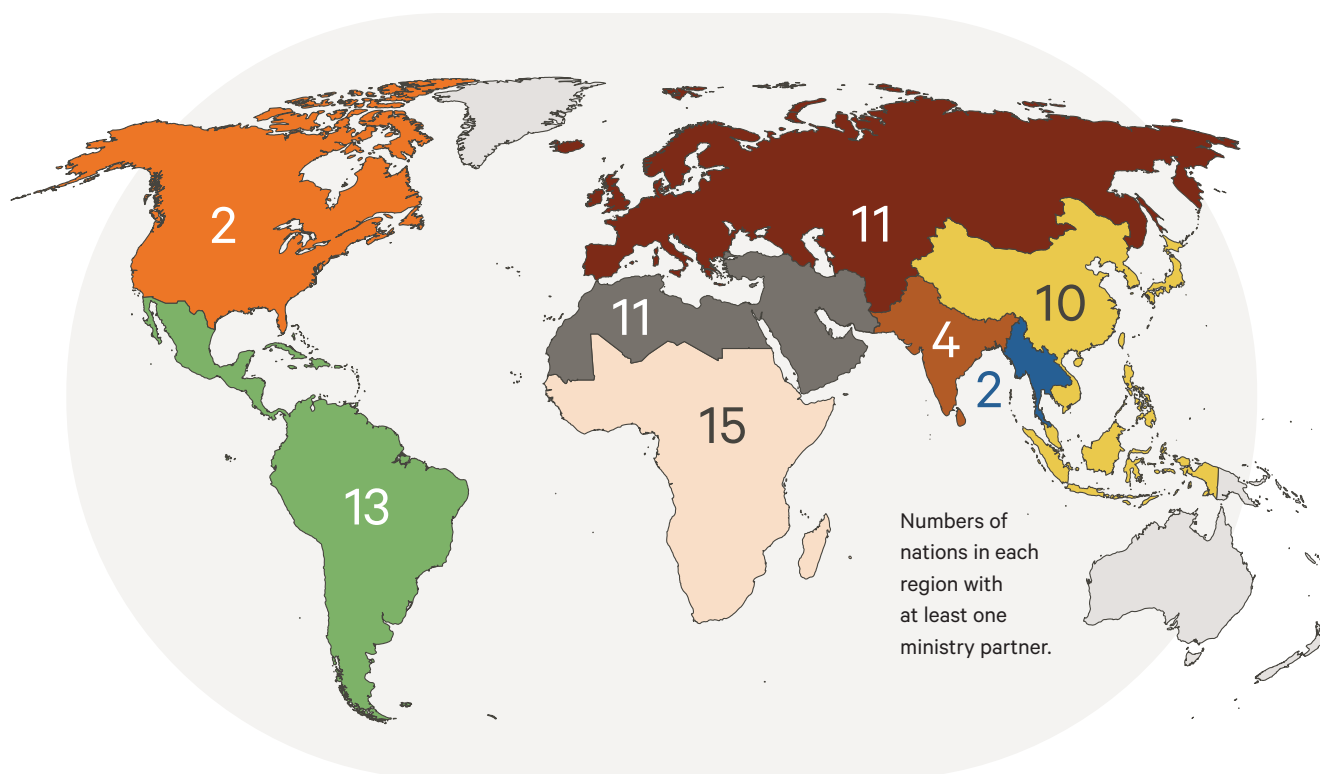 2
11
11
10
4
2
15
13
Numbers of
nations in each
region with
at least one
ministry partner.